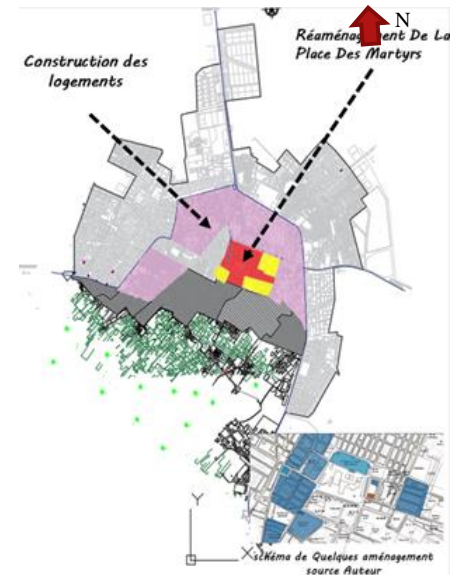 N
Réaménagement De La
Place Des Martyrs
Construction des
logements
Y
X
schéma de Quelques aménagement
source Auteur